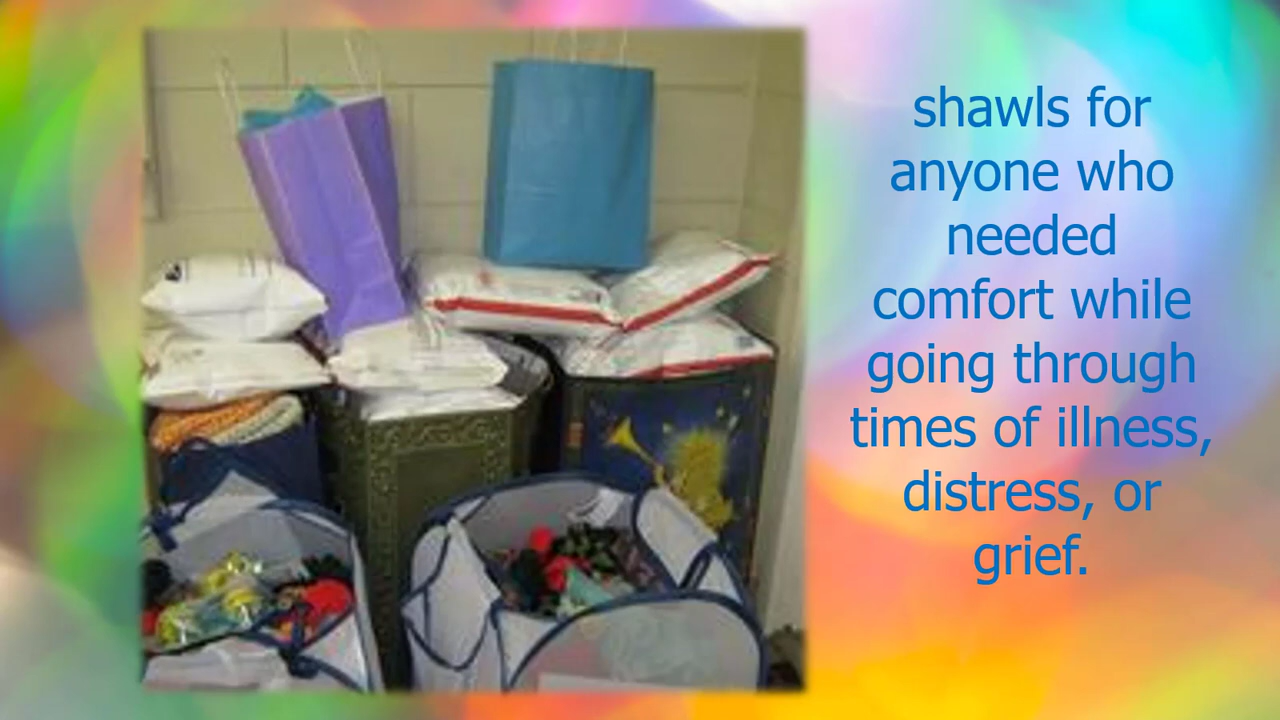 shawls for
anyone who
needed
comfort while
going through
times of illness,
distress, or
grief.